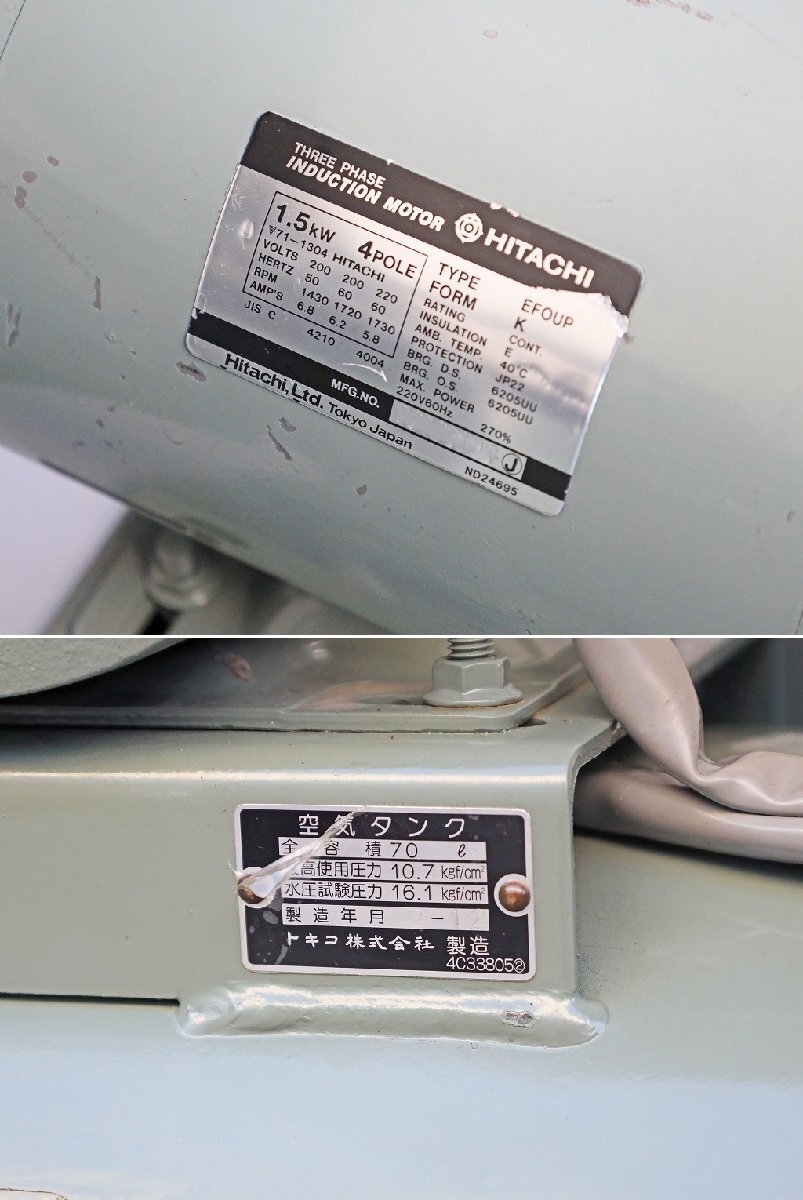 THREE PHASE
INDUCTION MOTOR HITACHI
1.5kW 4POLE
71-1304 HITACHI
VOLTS 200 200 220
HERTZ 50 60 60
RPM 1430 1720 1730
AMP'S 6.8 6.2 5.8
JIS C 4210 4004
TYPE EFOUP
FORM K
RATING CONT.
INSULATION E
AMB. TEMP. 40°C
PROTECTION JP22
BRG. D.S. 6205UU
BRG. O.S. 6205UU
MAX. POWER
220V60Hz 270%
MFG.NO.
J
Hitachi, Ltd. Tokyo Japan
ND24695
空気タンク
全 容積 70 ℓ
高使用圧力 10.7 kgf/cm²
水圧試験圧力 16.1 kgf/cm²
製造年月 -
トキコ株式会社 製造
4C33805②